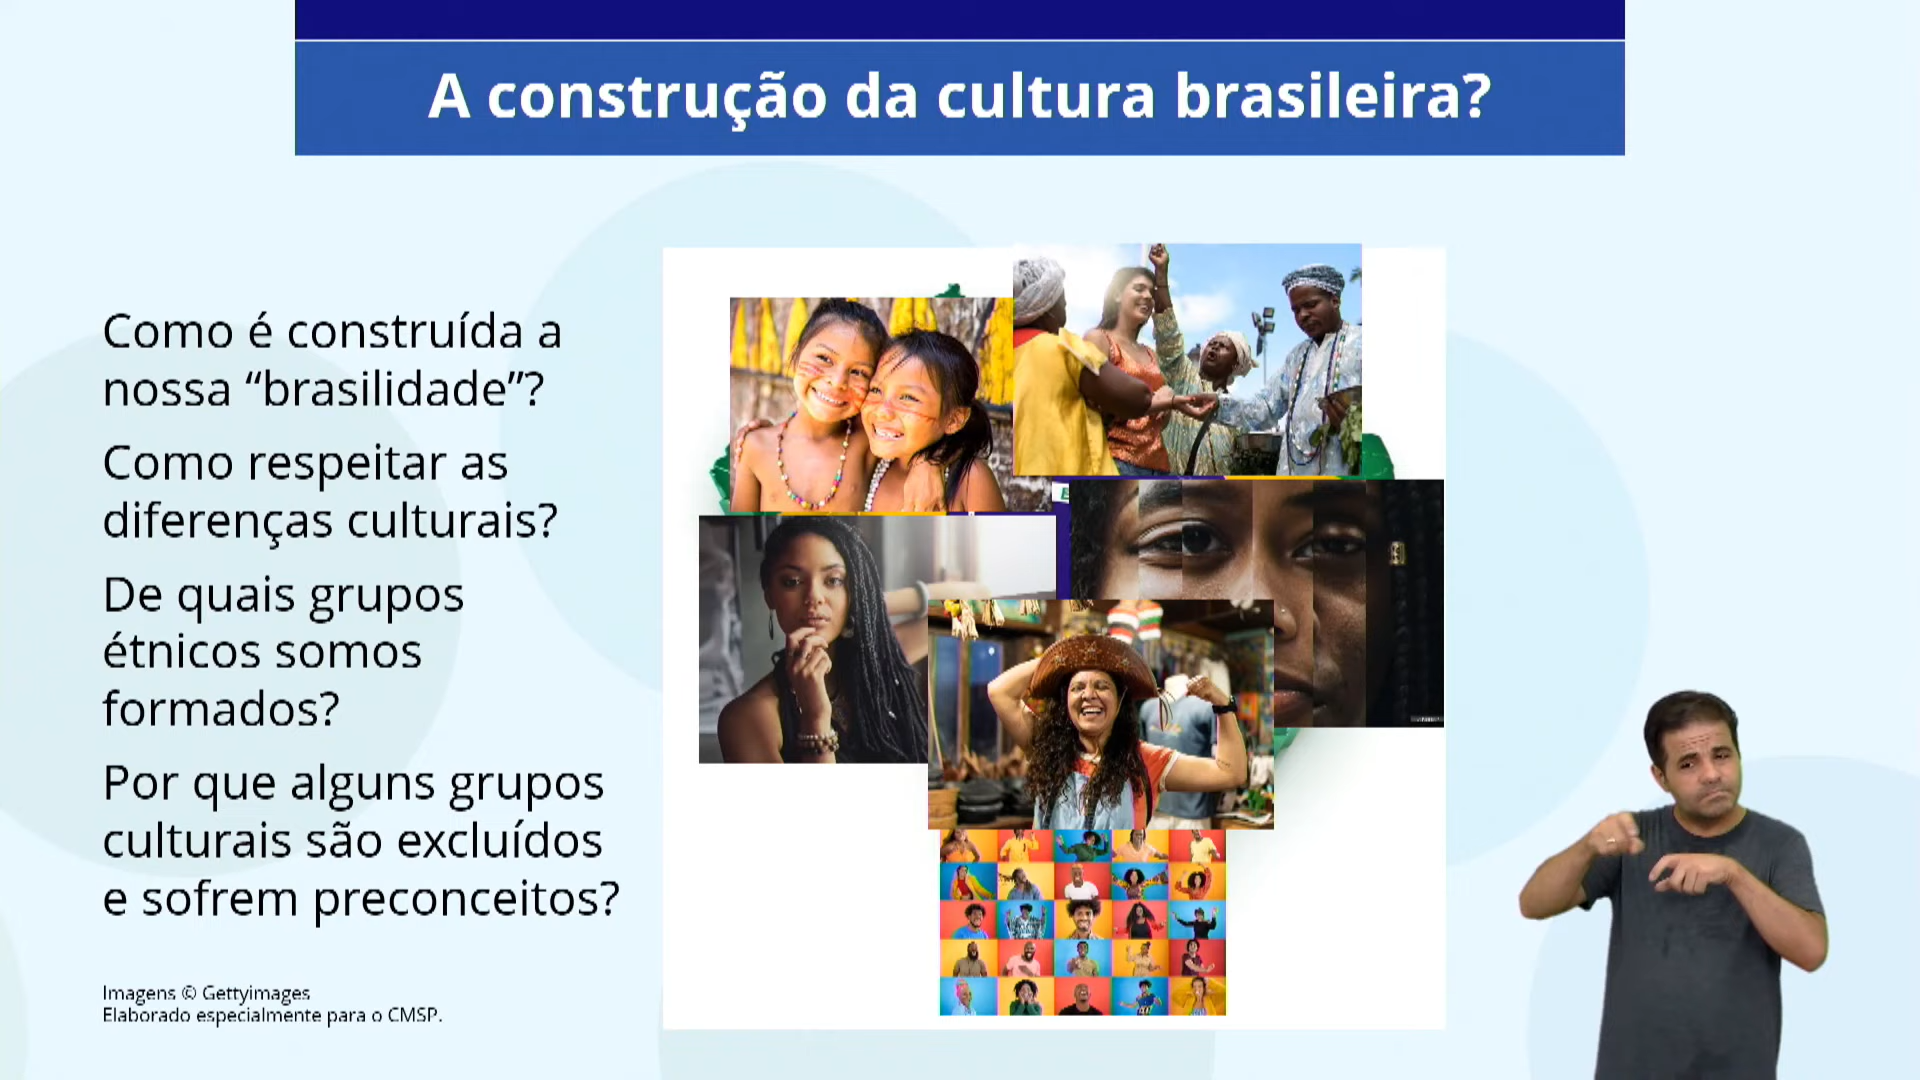 A construção da cultura brasileira?
Como é construída a
nossa “brasilidade”?
Como respeitar as
diferenças culturais?
De quais grupos
étnicos somos
formados?
Por que alguns grupos
culturais são excluídos
e sofrem preconceitos?
Imagens © Gettyimages
Elaborado especialmente para o CMSP.